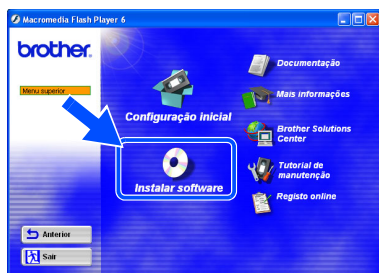 Macromedia Flash Player 6
brother.
Menu superior
Configuração inicial
Instalar software
Documentação
Mais informações
Brother Solutions
Center
Tutorial de
manutenção
Registo online
Anterior
Sair